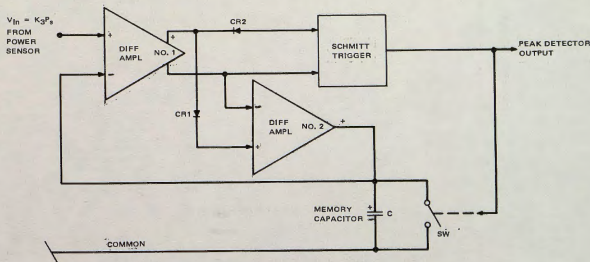 V_In = K₃P_s
FROM
POWER
SENSOR
+
−
DIFF
AMPL
NO. 1
+
CR2
SCHMITT
TRIGGER
PEAK DETECTOR
OUTPUT
CR1
−
+
DIFF
AMPL
NO. 2
+
MEMORY
CAPACITOR
+
−
C
SW
COMMON